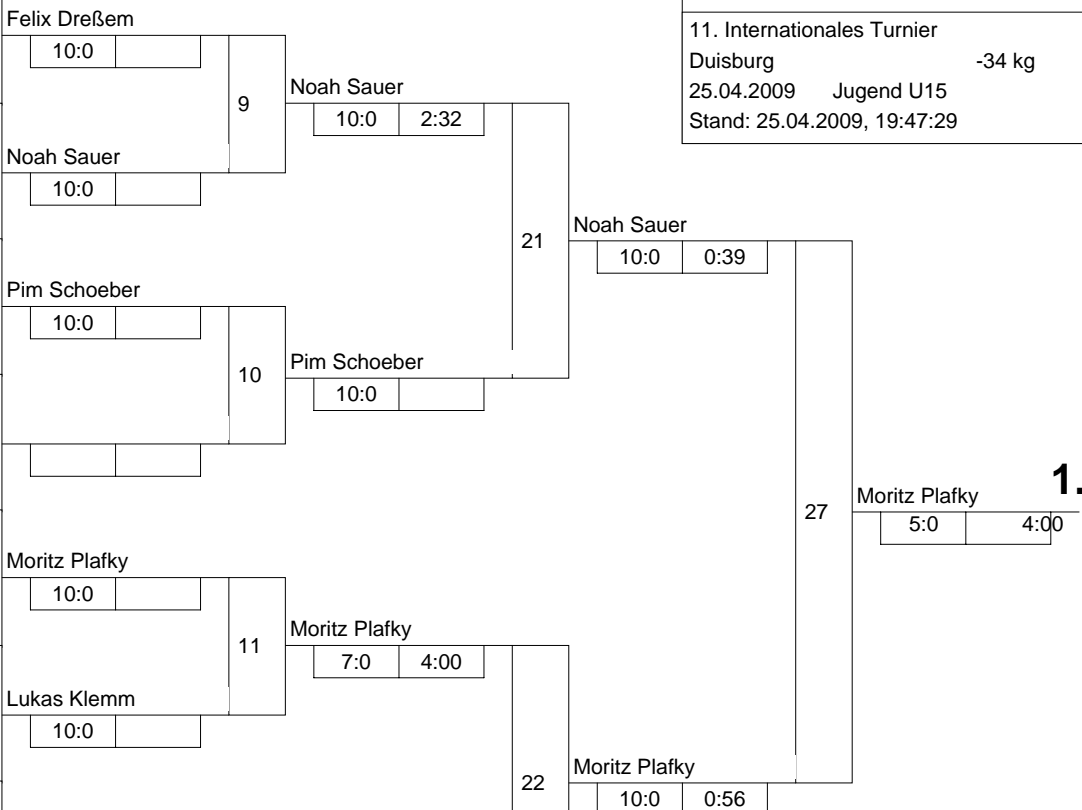 Felix Dreßem
10:0
9
Noah Sauer
10:0 2:32
Noah Sauer
10:0
11. Internationales Turnier
Duisburg -34 kg
25.04.2009 Jugend U15
Stand: 25.04.2009, 19:47:29
21
Noah Sauer
10:0 0:39
Pim Schoeber
10:0
10
Pim Schoeber
10:0
27
Moritz Plafky 1.
5:0 4:00
Moritz Plafky
10:0
11
Moritz Plafky
7:0 4:00
Lukas Klemm
10:0
22
Moritz Plafky
10:0 0:56